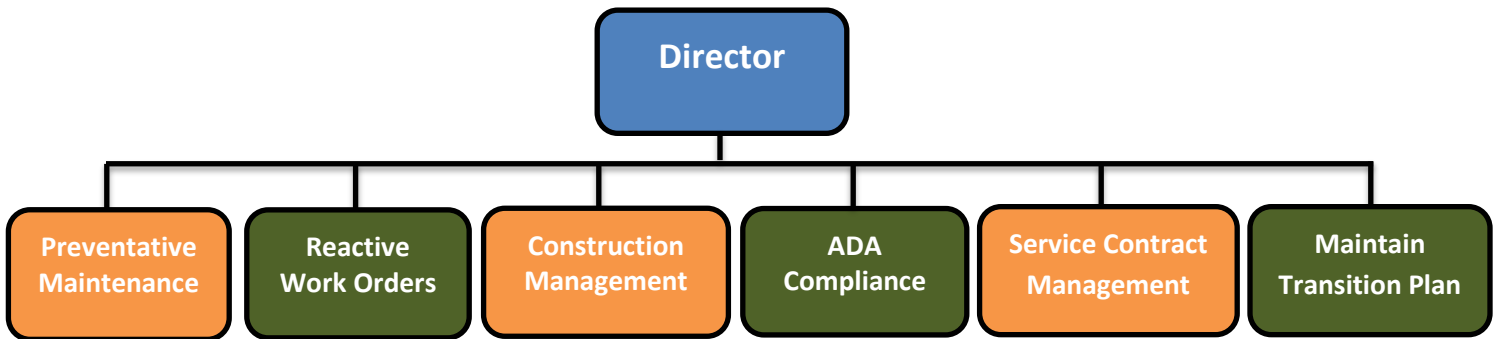 Director
Preventative
Maintenance
Reactive
Work Orders
Construction
Management
ADA
Compliance
Service Contract
Management
Maintain
Transition Plan